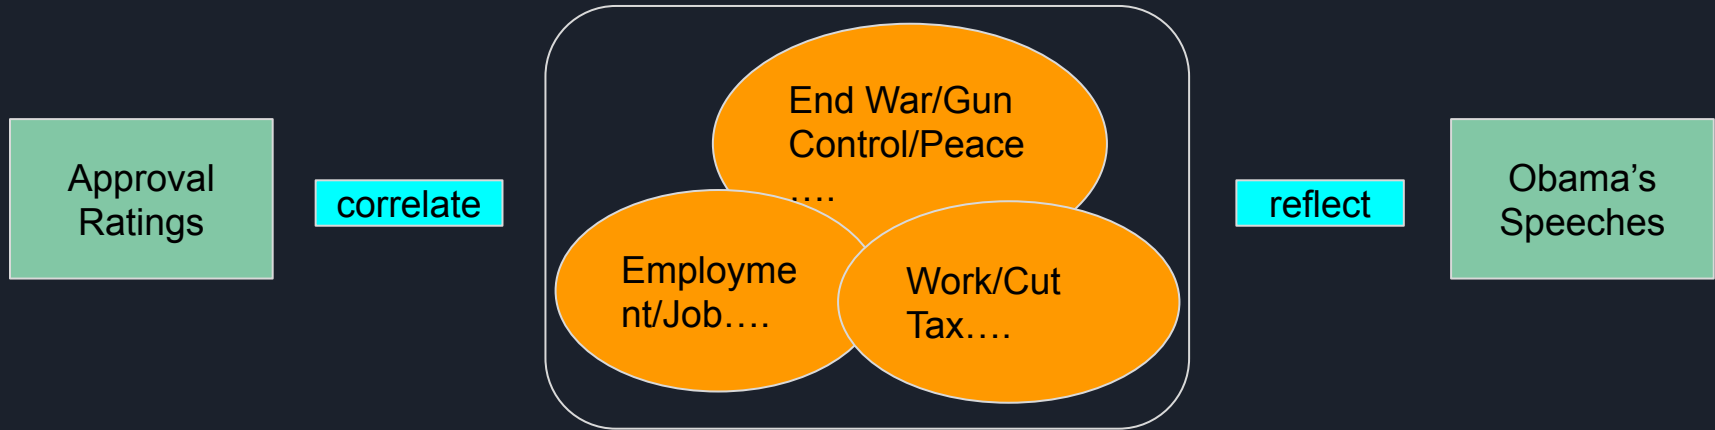 Approval
Ratings
correlate
End War/Gun
Control/Peace
....
Employme
nt/Job....
Work/Cut
Tax....
reflect
Obama's
Speeches